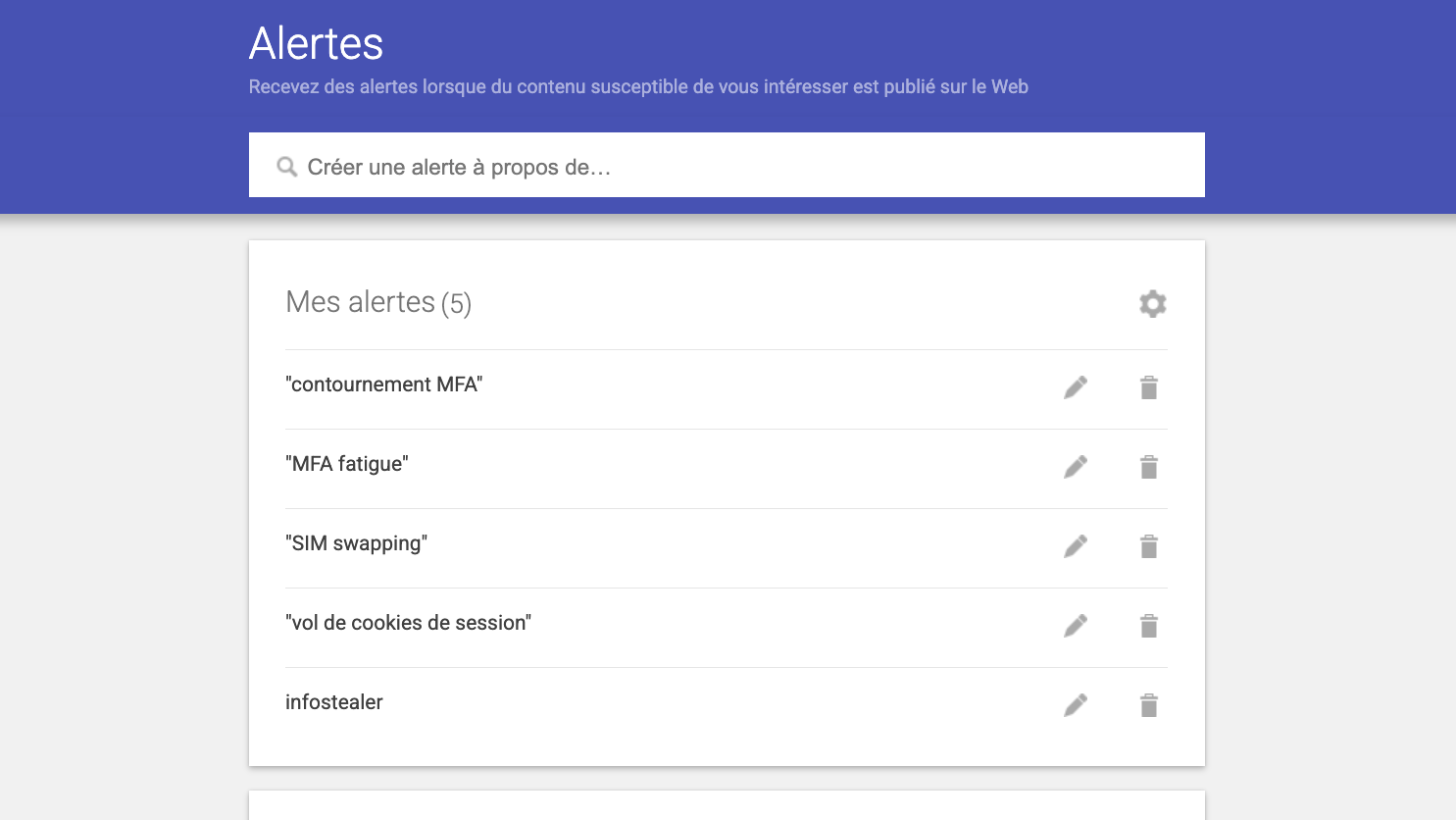 Alertes
Recevez des alertes lorsque du contenu susceptible de vous intéresser est publié sur le Web
Créer une alerte à propos de…
Mes alertes (5)
"contournement MFA"
"MFA fatigue"
"SIM swapping"
"vol de cookies de session"
infostealer